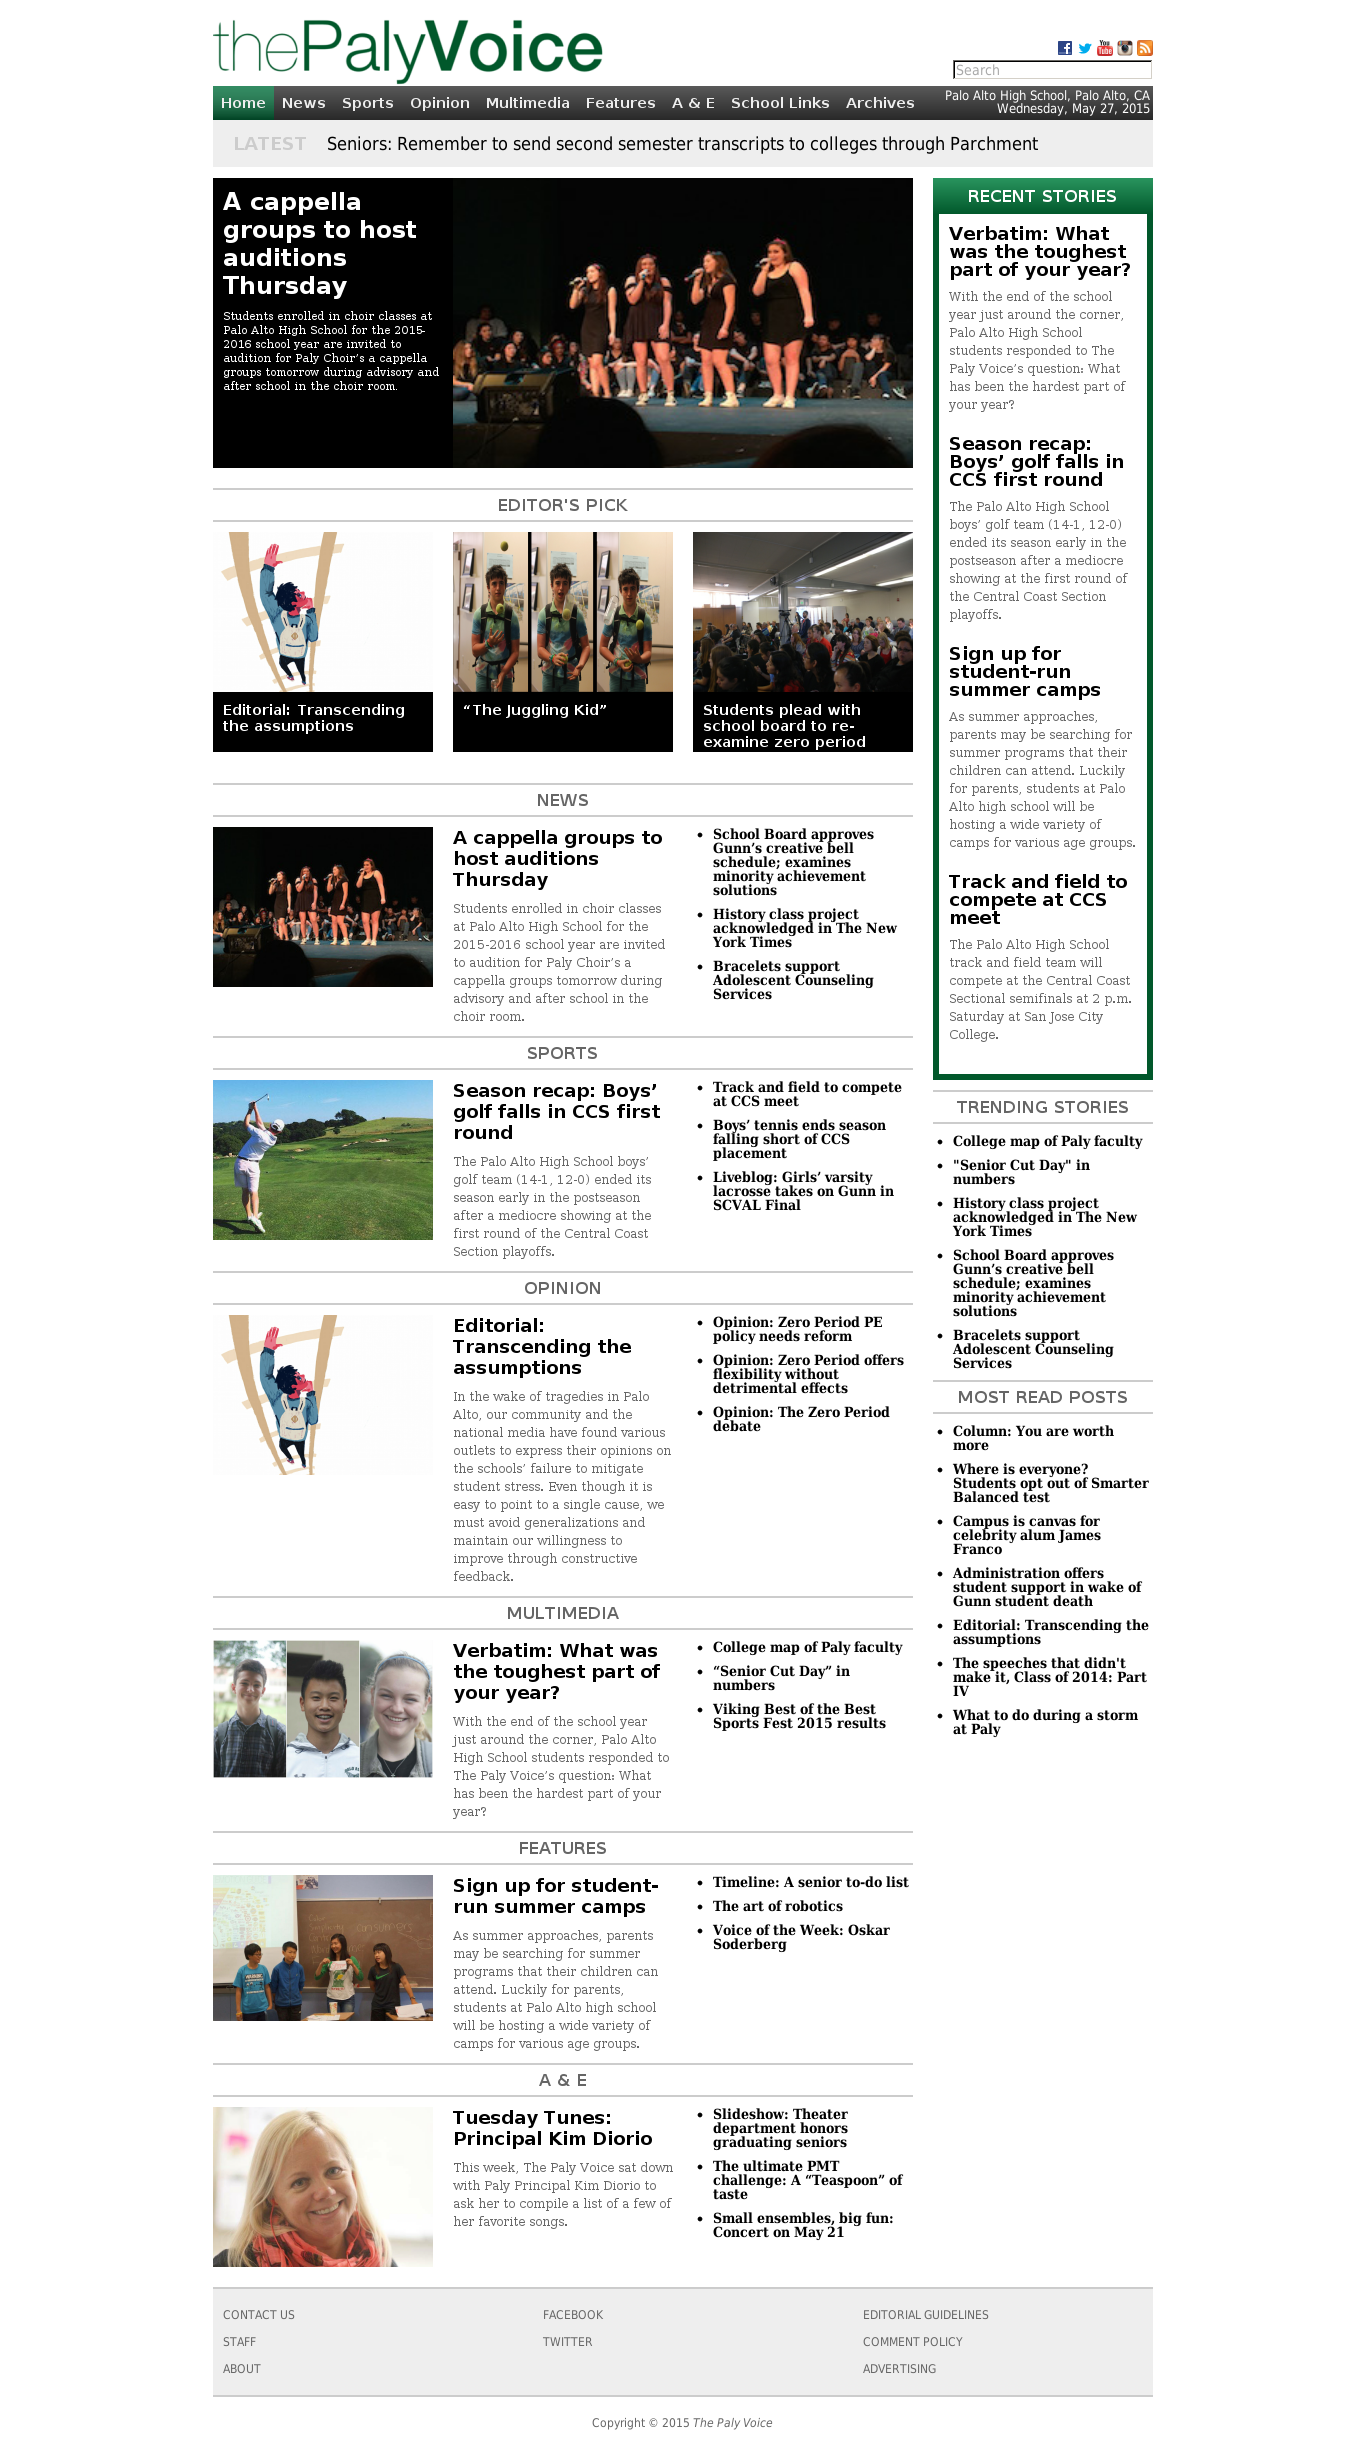 thePalyVoice
Search
Home News Sports Opinion Multimedia Features A & E School Links Archives
Palo Alto High School, Palo Alto, CA
Wednesday, May 27, 2015
LATEST Seniors: Remember to send second semester transcripts to colleges through Parchment
A cappella
groups to host
auditions
Thursday
Students enrolled in choir classes at
Palo Alto High School for the 2015-
2016 school year are invited to
audition for Paly Choir’s a cappella
groups tomorrow during advisory and
after school in the choir room.
EDITOR'S PICK
Editorial: Transcending
the assumptions
“The Juggling Kid”
Students plead with
school board to re-
examine zero period
NEWS
A cappella groups to
host auditions
Thursday
Students enrolled in choir classes
at Palo Alto High School for the
2015-2016 school year are invited
to audition for Paly Choir’s a
cappella groups tomorrow during
advisory and after school in the
choir room.
• School Board approves
Gunn’s creative bell
schedule; examines
minority achievement
solutions
• History class project
acknowledged in The New
York Times
• Bracelets support
Adolescent Counseling
Services
SPORTS
Season recap: Boys’
golf falls in CCS first
round
The Palo Alto High School boys’
golf team (14-1, 12-0) ended its
season early in the postseason
after a mediocre showing at the
first round of the Central Coast
Section playoffs.
• Track and field to compete
at CCS meet
• Boys’ tennis ends season
falling short of CCS
placement
• Liveblog: Girls’ varsity
lacrosse takes on Gunn in
SCVAL Final
OPINION
Editorial:
Transcending the
assumptions
In the wake of tragedies in Palo
Alto, our community and the
national media have found various
outlets to express their opinions on
the schools’ failure to mitigate
student stress. Even though it is
easy to point to a single cause, we
must avoid generalizations and
maintain our willingness to
improve through constructive
feedback.
• Opinion: Zero Period PE
policy needs reform
• Opinion: Zero Period offers
flexibility without
detrimental effects
• Opinion: The Zero Period
debate
MULTIMEDIA
Verbatim: What was
the toughest part of
your year?
With the end of the school year
just around the corner, Palo Alto
High School students responded to
The Paly Voice’s question: What
has been the hardest part of your
year?
• College map of Paly faculty
• “Senior Cut Day” in
numbers
• Viking Best of the Best
Sports Fest 2015 results
FEATURES
Sign up for student-
run summer camps
As summer approaches, parents
may be searching for summer
programs that their children can
attend. Luckily for parents,
students at Palo Alto high school
will be hosting a wide variety of
camps for various age groups.
• Timeline: A senior to-do list
• The art of robotics
• Voice of the Week: Oskar
Soderberg
A & E
Tuesday Tunes:
Principal Kim Diorio
This week, The Paly Voice sat down
with Paly Principal Kim Diorio to
ask her to compile a list of a few of
her favorite songs.
• Slideshow: Theater
department honors
graduating seniors
• The ultimate PMT
challenge: A “Teaspoon” of
taste
• Small ensembles, big fun:
Concert on May 21
RECENT STORIES
Verbatim: What
was the toughest
part of your year?
With the end of the school
year just around the corner,
Palo Alto High School
students responded to The
Paly Voice’s question: What
has been the hardest part of
your year?
Season recap:
Boys’ golf falls in
CCS first round
The Palo Alto High School
boys’ golf team (14-1, 12-0)
ended its season early in the
postseason after a mediocre
showing at the first round of
the Central Coast Section
playoffs.
Sign up for
student-run
summer camps
As summer approaches,
parents may be searching for
summer programs that their
children can attend. Luckily
for parents, students at Palo
Alto high school will be
hosting a wide variety of
camps for various age groups.
Track and field to
compete at CCS
meet
The Palo Alto High School
track and field team will
compete at the Central Coast
Sectional semifinals at 2 p.m.
Saturday at San Jose City
College.
TRENDING STORIES
• College map of Paly faculty
• "Senior Cut Day" in
numbers
• History class project
acknowledged in The New
York Times
• School Board approves
Gunn’s creative bell
schedule; examines
minority achievement
solutions
• Bracelets support
Adolescent Counseling
Services
MOST READ POSTS
• Column: You are worth
more
• Where is everyone?
Students opt out of Smarter
Balanced test
• Campus is canvas for
celebrity alum James
Franco
• Administration offers
student support in wake of
Gunn student death
• Editorial: Transcending the
assumptions
• The speeches that didn't
make it, Class of 2014: Part
IV
• What to do during a storm
at Paly
CONTACT US FACEBOOK EDITORIAL GUIDELINES
STAFF TWITTER COMMENT POLICY
ABOUT ADVERTISING
Copyright © 2015 The Paly Voice